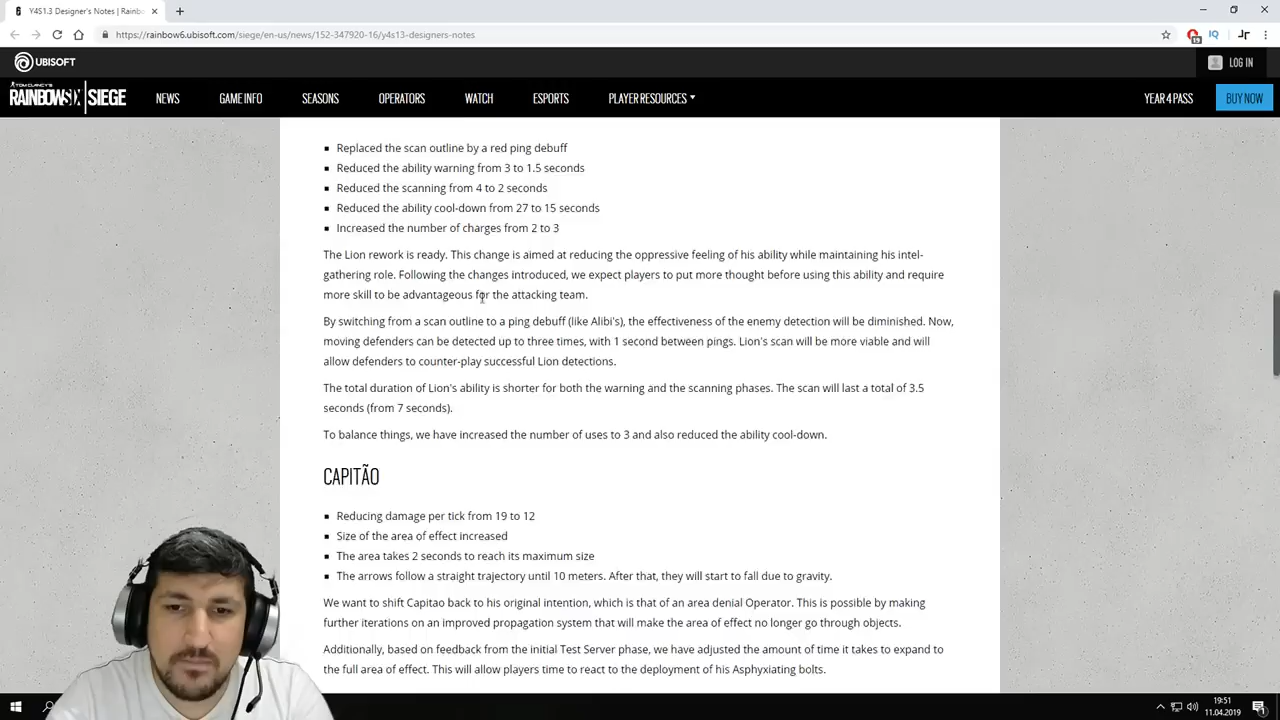 Y4S1.3 Designer's Notes | Rainb
https://rainbow6.ubisoft.com/siege/en-us/news/152-347920-16/y4s13-designers-notes
UBISOFT
LOG IN
TOM CLANCY'S
RAINBOWSIX SIEGE
NEWS
GAME INFO
SEASONS
OPERATORS
WATCH
ESPORTS
PLAYER RESOURCES
YEAR 4 PASS
BUY NOW
Replaced the scan outline by a red ping debuff
Reduced the ability warning from 3 to 1.5 seconds
Reduced the scanning from 4 to 2 seconds
Reduced the ability cool-down from 27 to 15 seconds
Increased the number of charges from 2 to 3
The Lion rework is ready. This change is aimed at reducing the oppressive feeling of his ability while maintaining his intel-
gathering role. Following the changes introduced, we expect players to put more thought before using this ability and require
more skill to be advantageous for the attacking team.
By switching from a scan outline to a ping debuff (like Alibi's), the effectiveness of the enemy detection will be diminished. Now,
moving defenders can be detected up to three times, with 1 second between pings. Lion's scan will be more viable and will
allow defenders to counter-play successful Lion detections.
The total duration of Lion's ability is shorter for both the warning and the scanning phases. The scan will last a total of 3.5
seconds (from 7 seconds).
To balance things, we have increased the number of uses to 3 and also reduced the ability cool-down.
CAPITÃO
Reducing damage per tick from 19 to 12
Size of the area of effect increased
The area takes 2 seconds to reach its maximum size
The arrows follow a straight trajectory until 10 meters. After that, they will start to fall due to gravity.
We want to shift Capitao back to his original intention, which is that of an area denial Operator. This is possible by making
further iterations on an improved propagation system that will make the area of effect no longer go through objects.
Additionally, based on feedback from the initial Test Server phase, we have adjusted the amount of time it takes to expand to
the full area of effect. This will allow players time to react to the deployment of his Asphyxiating bolts.
19:51
11.04.2019